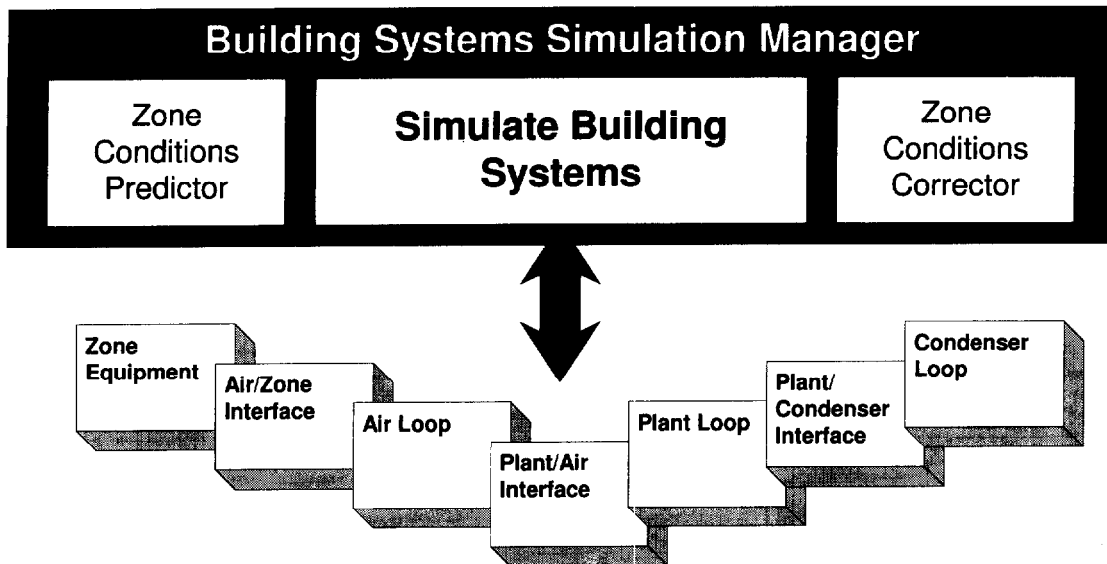 Building Systems Simulation Manager
Zone
Conditions
Predictor
Simulate Building
Systems
Zone
Conditions
Corrector
Zone
Equipment
Air/Zone
Interface
Air Loop
Plant/Air
Interface
Plant Loop
Plant/
Condenser
Interface
Condenser
Loop